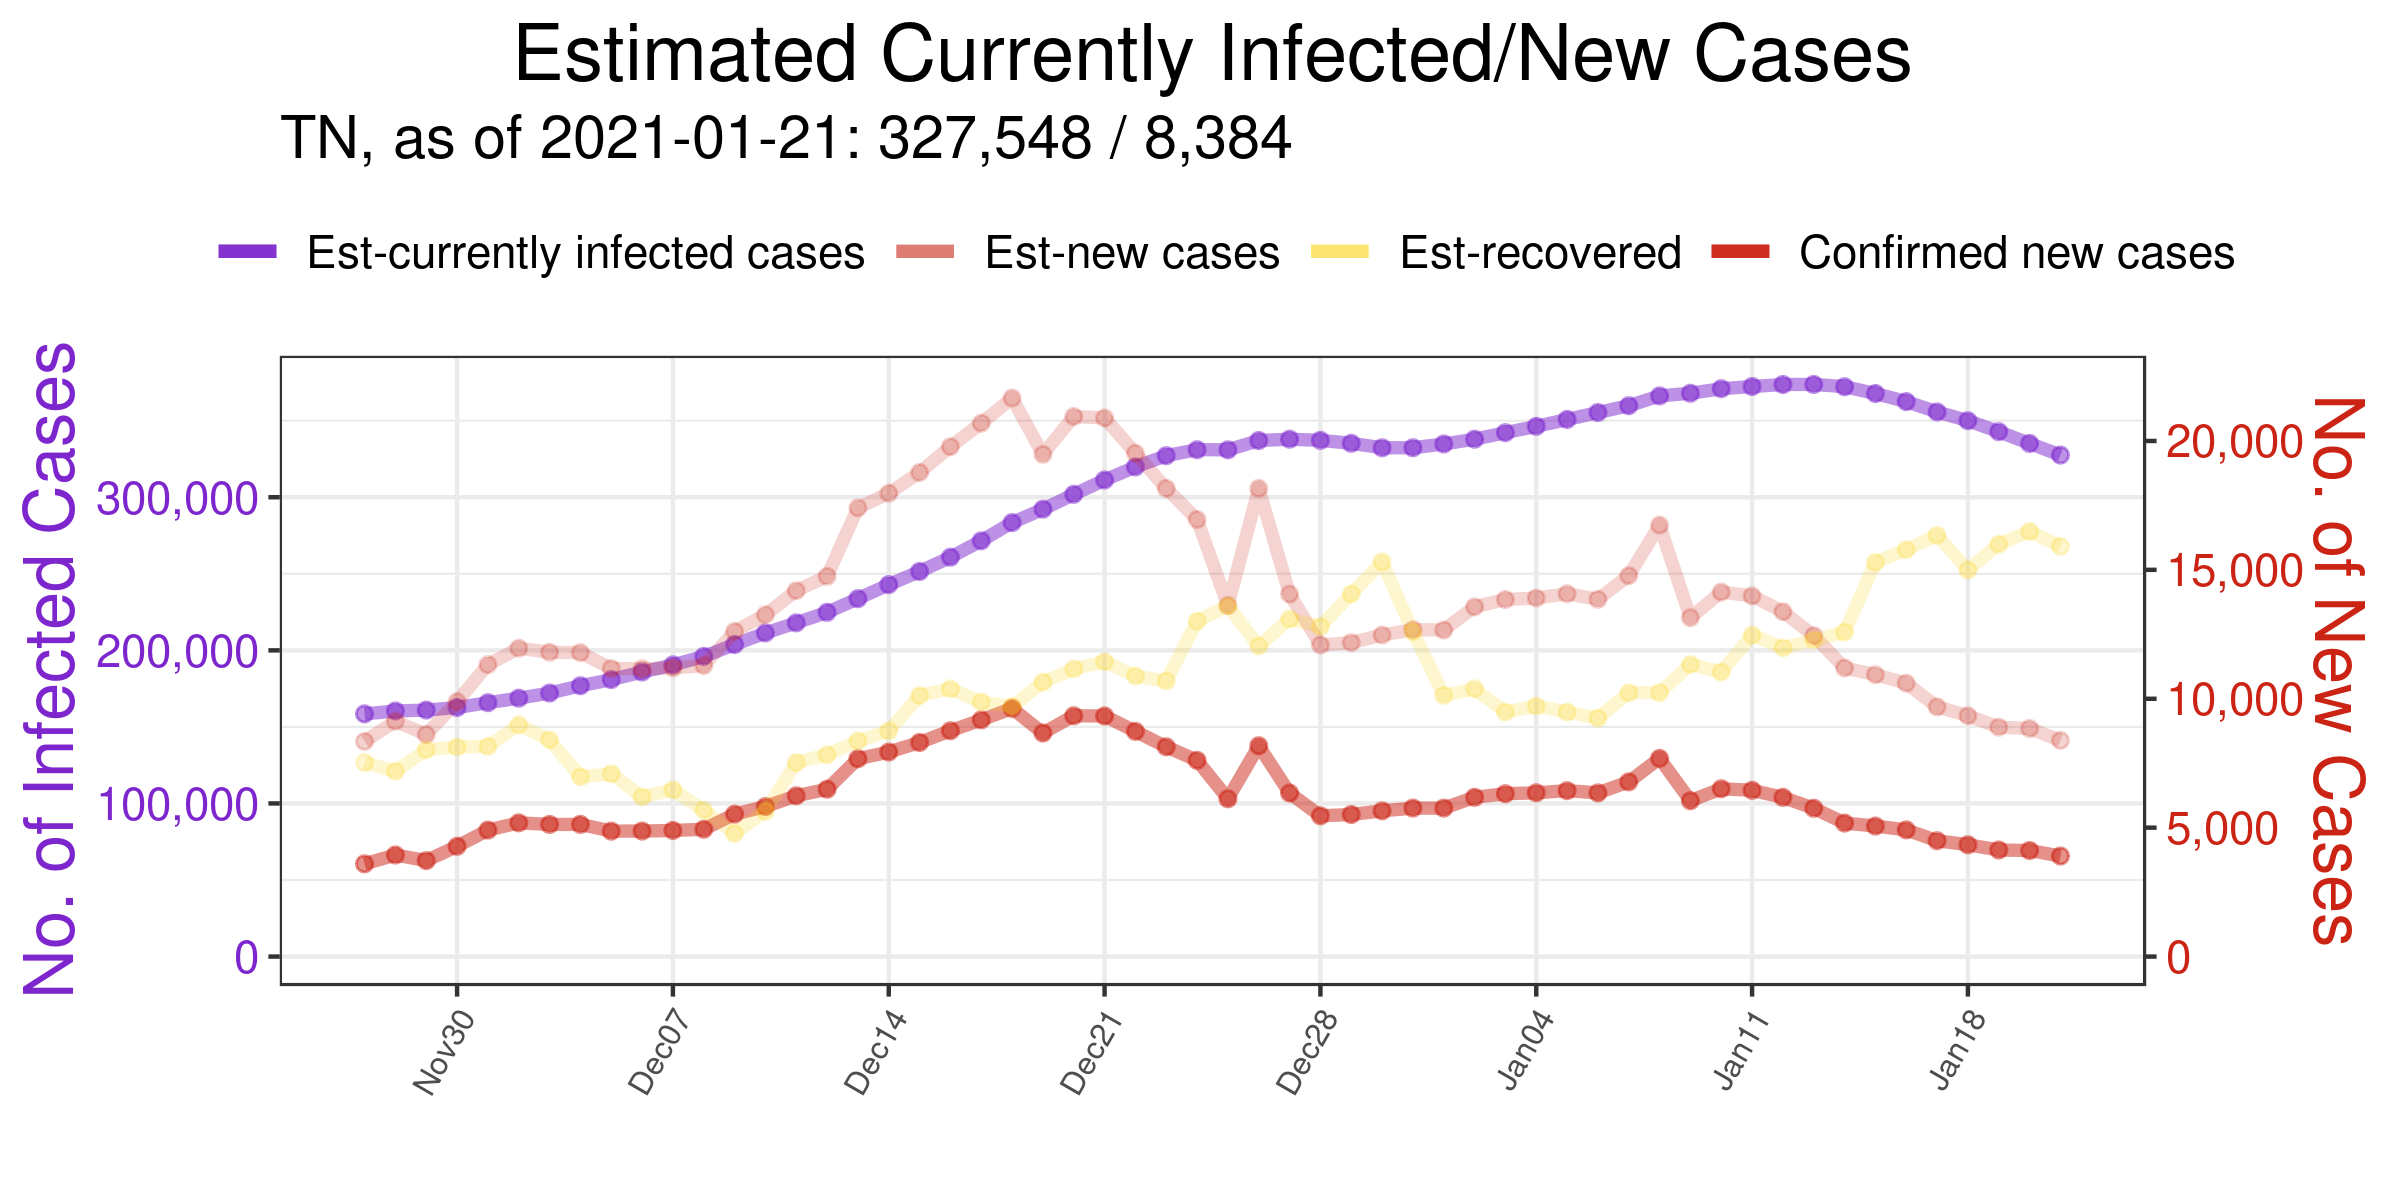 Estimated Currently Infected/New Cases
TN, as of 2021-01-21: 327,548 / 8,384
Est-currently infected cases Est-new cases Est-recovered Confirmed new cases
No. of Infected Cases
300,000
200,000
100,000
0
20,000
15,000
10,000
5,000
0
No. of New Cases
Nov30 Dec07 Dec14 Dec21 Dec28 Jan04 Jan11 Jan18